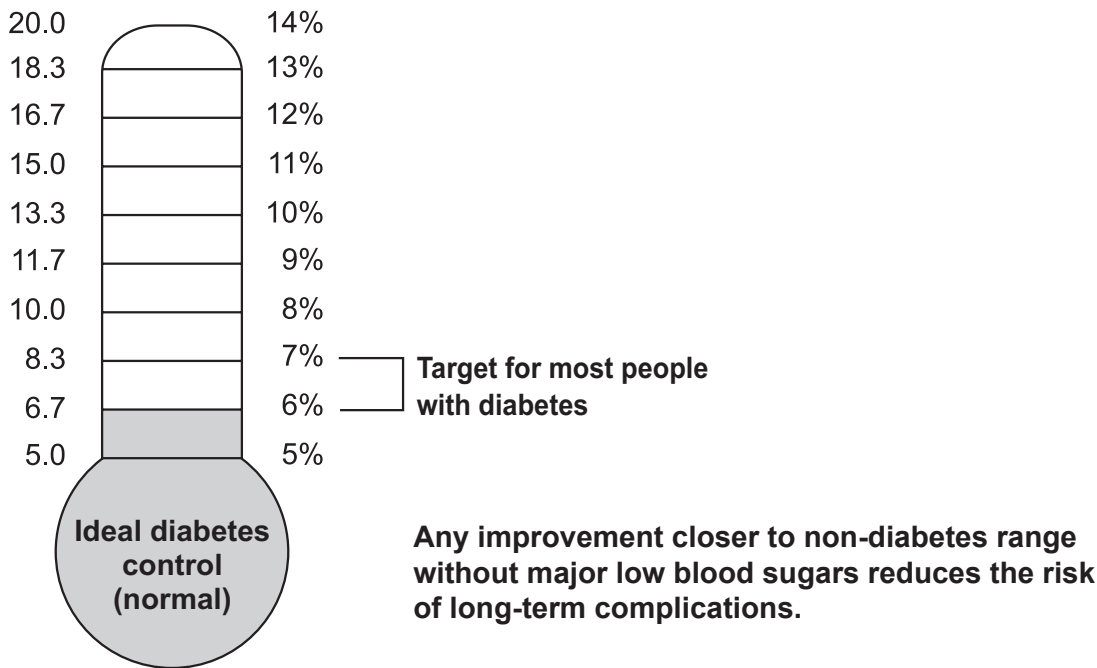 20.0 14%
18.3 13%
16.7 12%
15.0 11%
13.3 10%
11.7 9%
10.0 8%
8.3 7%
6.7 6%
5.0 5%
Target for most people
with diabetes
Ideal diabetes
control
(normal)
Any improvement closer to non-diabetes range
without major low blood sugars reduces the risk
of long-term complications.